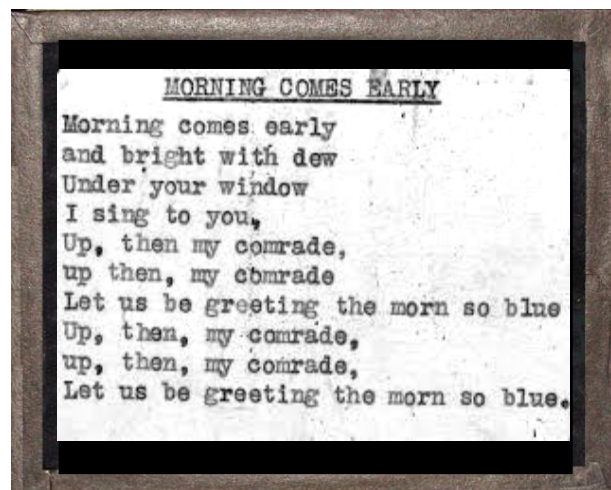 MORNING COMES EARLY
Morning comes early
and bright with dew
Under your window
I sing to you,
Up, then my comrade,
up then, my comrade
Let us be greeting the morn so blue
Up, then, my comrade,
up, then, my comrade,
Let us be greeting the morn so blue.